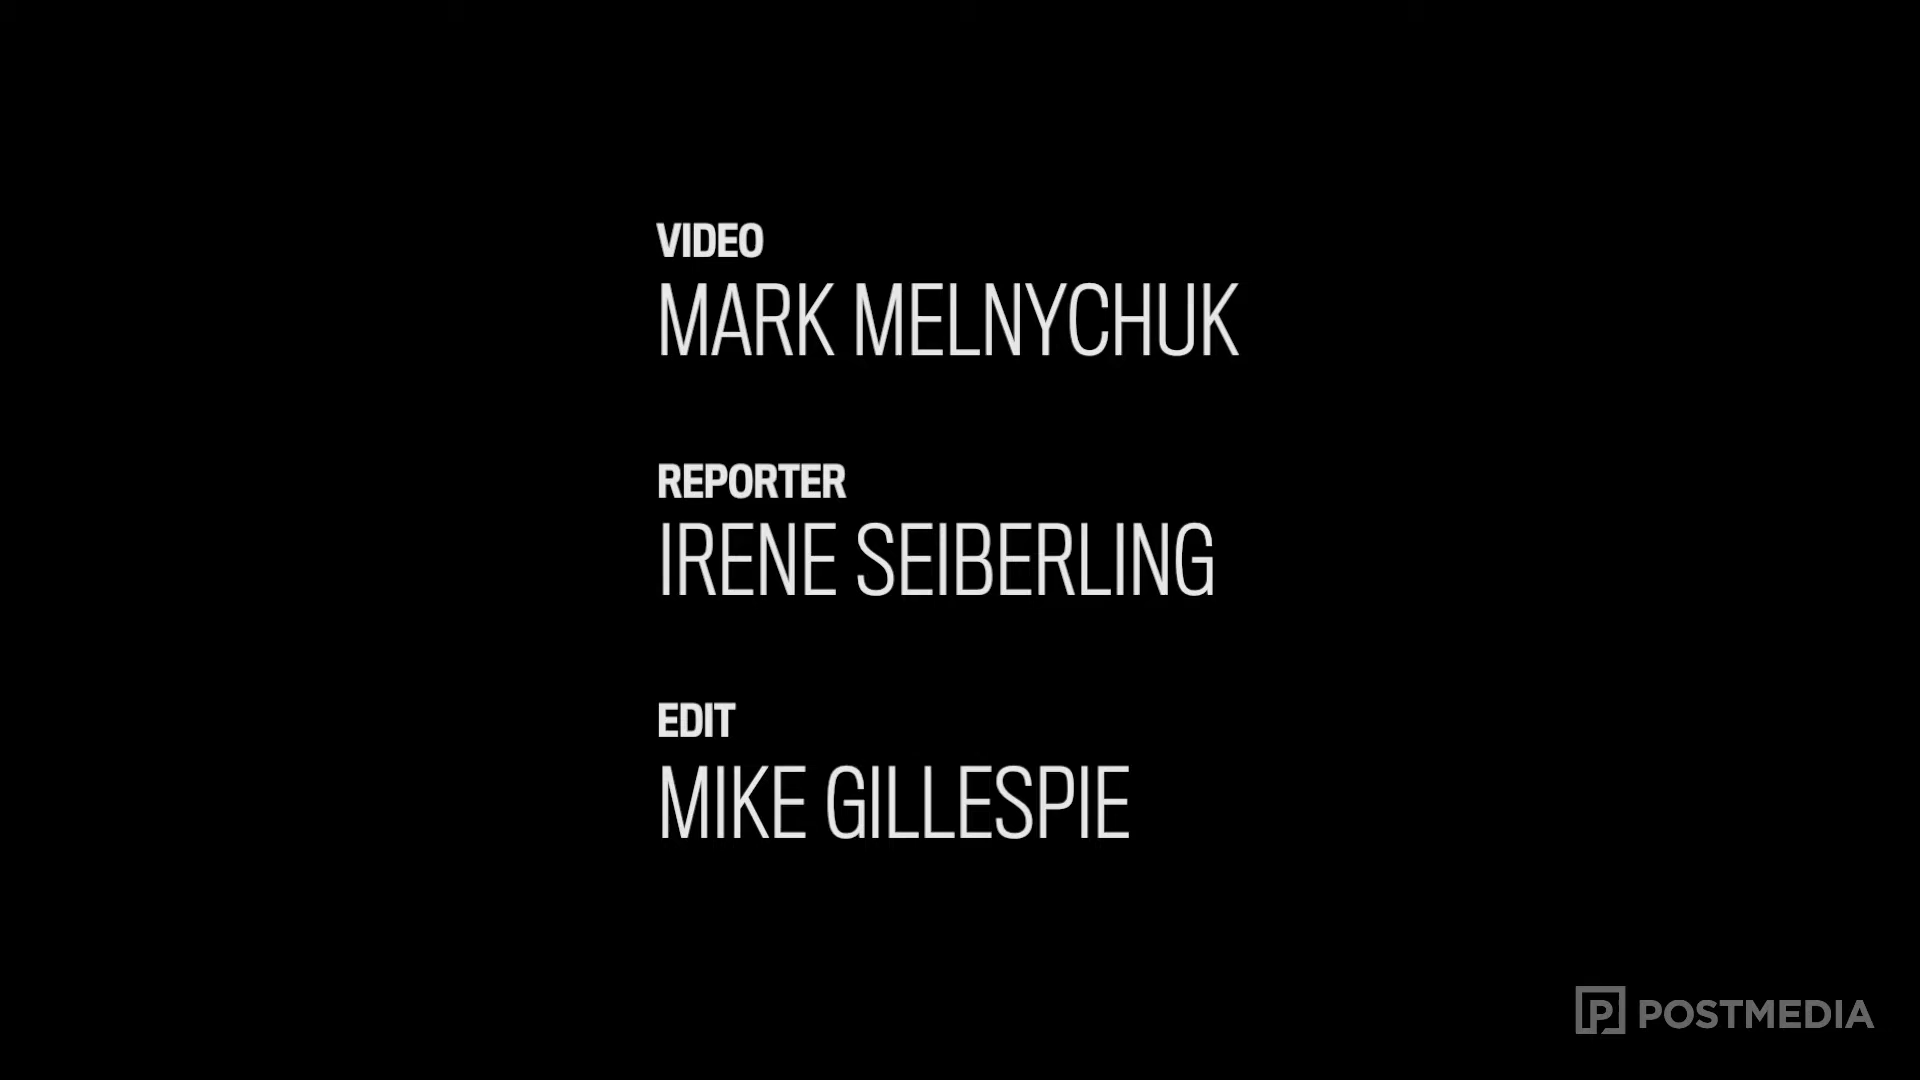 VIDEO
MARK MELNYCHUK
REPORTER
IRENE SEIBERLING
EDIT
MIKE GILLESPIE
P POSTMEDIA